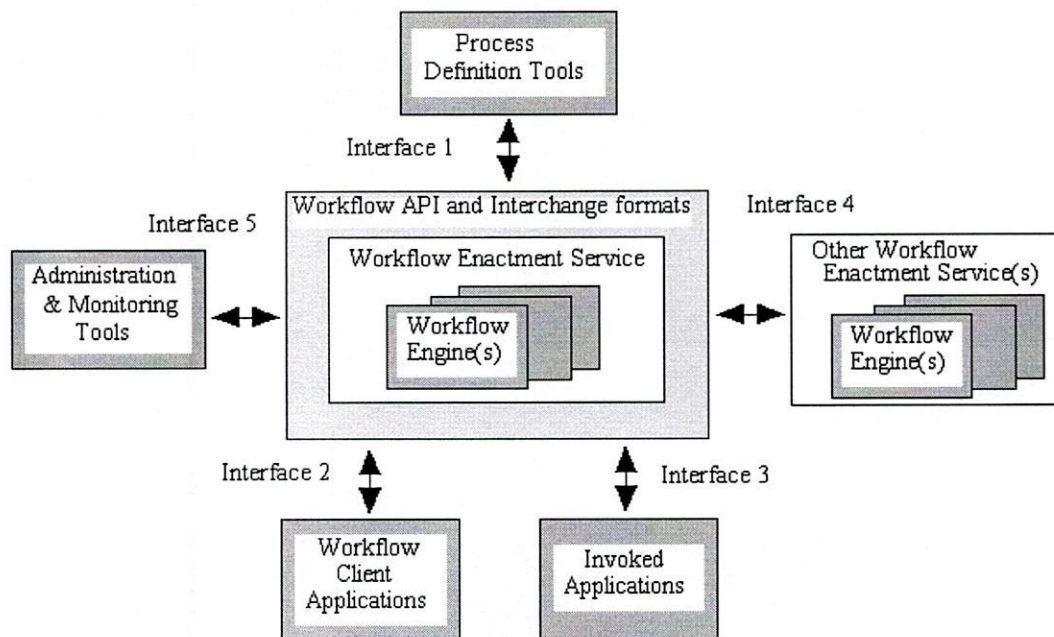 Process
Definition Tools
Interface 1
Workflow API and Interchange formats
Interface 5
Interface 4
Workflow Enactment Service
Workflow
Engine(s)
Administration
& Monitoring
Tools
Other Workflow
Enactment Service(s)
Workflow
Engine(s)
Interface 2
Interface 3
Workflow
Client
Applications
Invoked
Applications